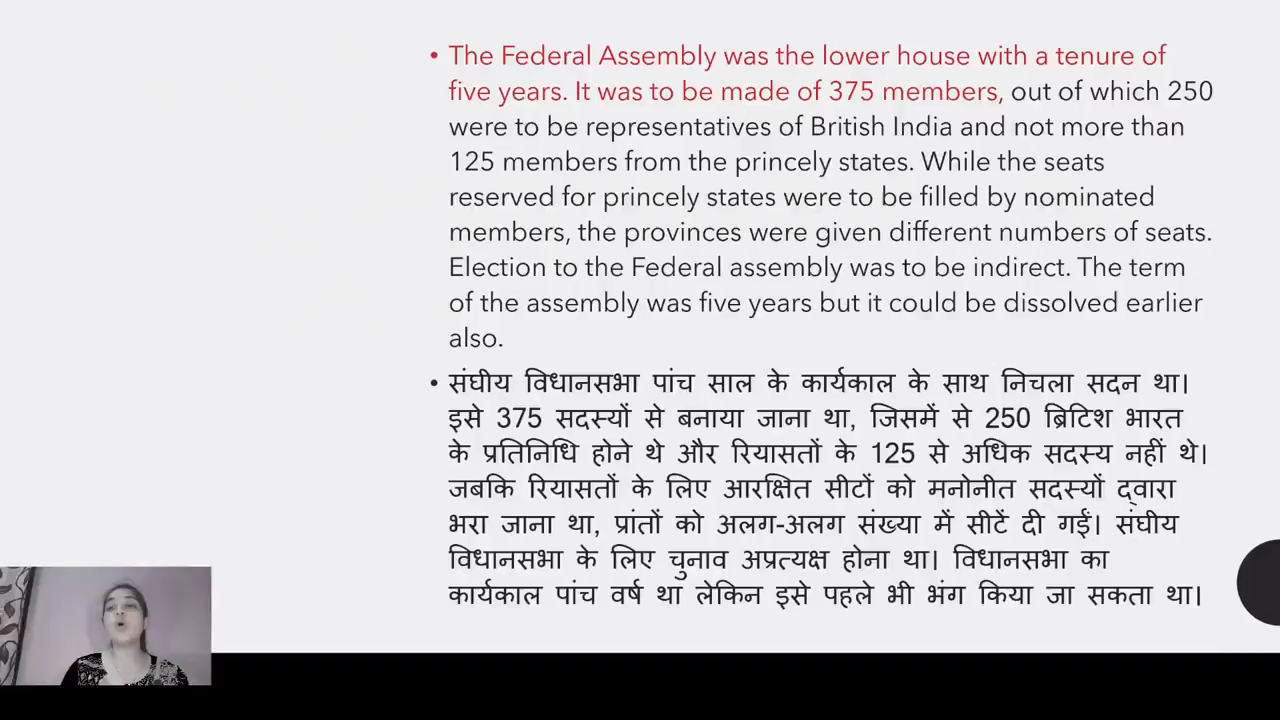 • The Federal Assembly was the lower house with a tenure of
five years. It was to be made of 375 members, out of which 250
were to be representatives of British India and not more than
125 members from the princely states. While the seats
reserved for princely states were to be filled by nominated
members, the provinces were given different numbers of seats.
Election to the Federal assembly was to be indirect. The term
of the assembly was five years but it could be dissolved earlier
also.
• संघीय विधानसभा पांच साल के कार्यकाल के साथ निचला सदन था।
इसे 375 सदस्यों से बनाया जाना था, जिसमें से 250 ब्रिटिश भारत
के प्रतिनिधि होने थे और रियासतों के 125 से अधिक सदस्य नहीं थे।
जबकि रियासतों के लिए आरक्षित सीटों को मनोनीत सदस्यों द्वारा
भरा जाना था, प्रांतों को अलग-अलग संख्या में सीटें दी गईं। संघीय
विधानसभा के लिए चुनाव अप्रत्यक्ष होना था। विधानसभा का
कार्यकाल पांच वर्ष था लेकिन इसे पहले भी भंग किया जा सकता था।